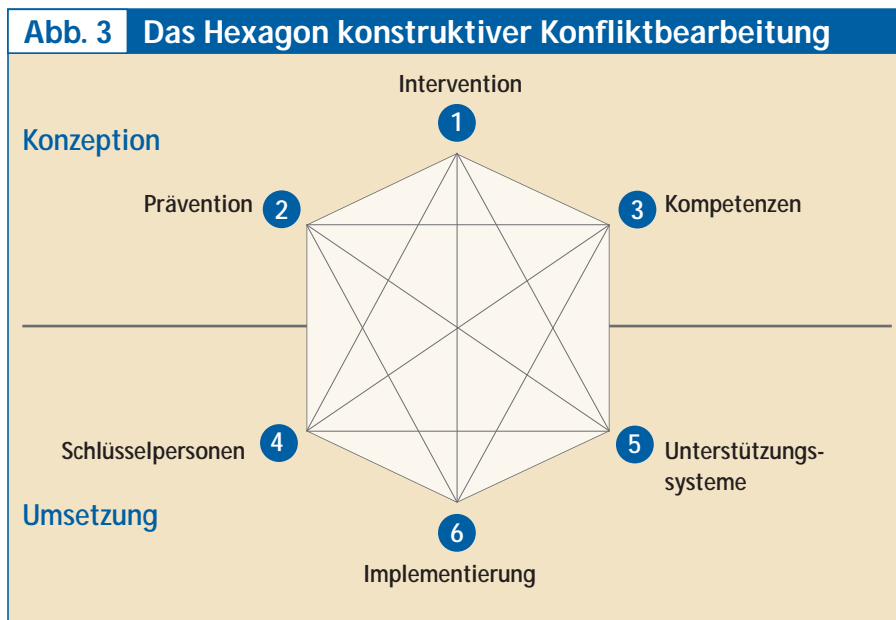 Abb. 3 Das Hexagon konstruktiver Konfliktbearbeitung
Intervention
1
Konzeption
Prävention 2
3 Kompetenzen
Schlüsselpersonen 4
5 Unterstützungs-
systeme
Umsetzung
6
Implementierung